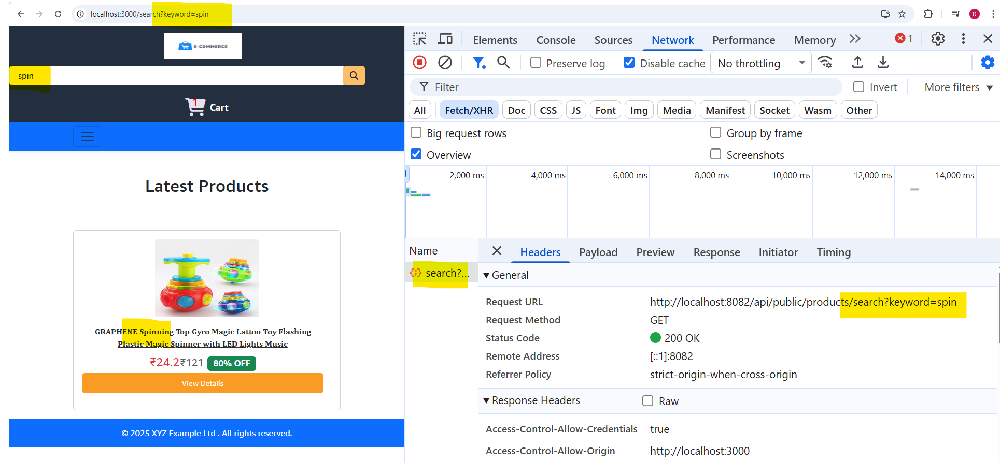 localhost:3000/search?keyword=spin
D
E-COMMERCE
spin
1
Cart
Latest Products
GRAPHENE Spinning Top Gyro Magic Lattoo Toy Flashing
Plastic Magic Spinner with LED Lights Music
₹24.2₹121 80% OFF
View Details
© 2025 XYZ Example Ltd . All rights reserved.
Elements Console Sources Network Performance Memory 1
Preserve log Disable cache No throttling
Filter Invert More filters
All Fetch/XHR Doc CSS JS Font Img Media Manifest Socket Wasm Other
Big request rows Group by frame
Overview Screenshots
2,000 ms 4,000 ms 6,000 ms 8,000 ms 10,000 ms 12,000 ms 14,000 ms
Name
search?...
Headers Payload Preview Response Initiator Timing
General
Request URL http://localhost:8082/api/public/products/search?keyword=spin
Request Method GET
Status Code 200 OK
Remote Address [::1]:8082
Referrer Policy strict-origin-when-cross-origin
Response Headers Raw
Access-Control-Allow-Credentials true
Access-Control-Allow-Origin http://localhost:3000